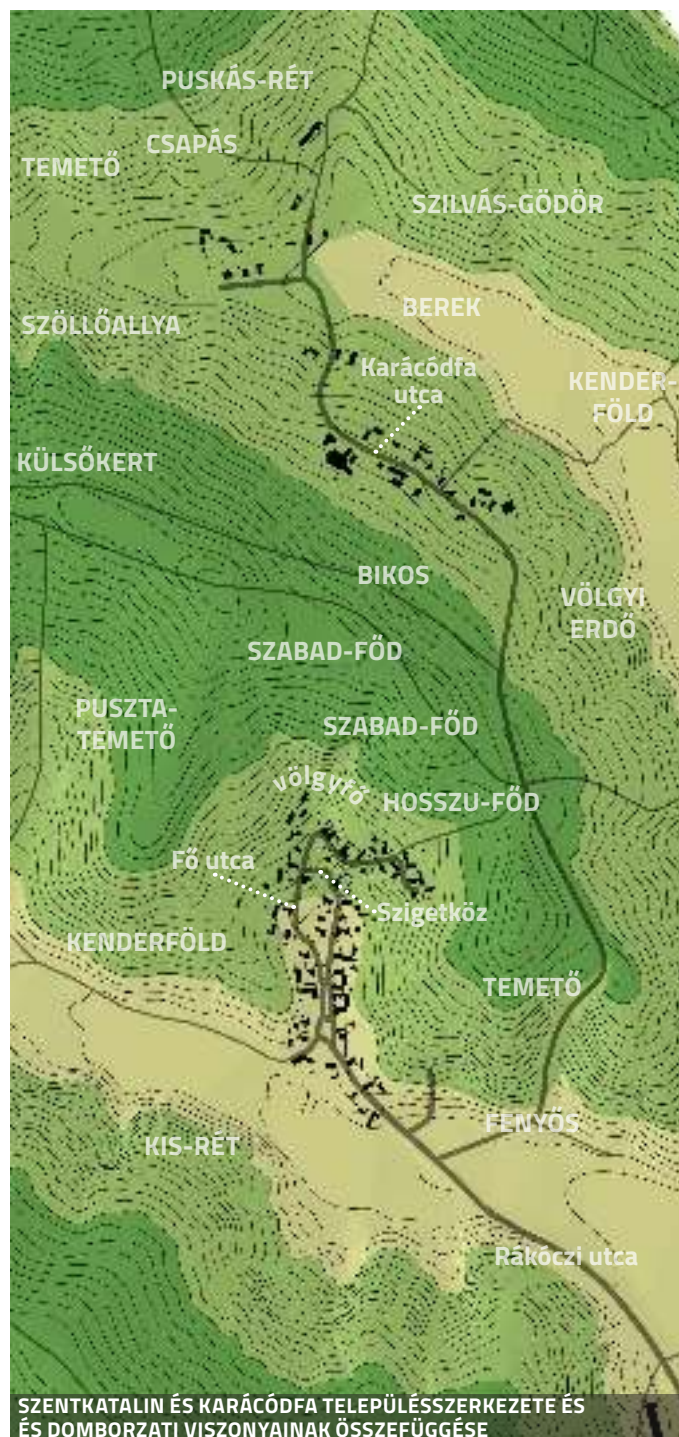 PUSKÁS-RÉT
CSAPÁS
TEMETŐ
SZILVÁS-GÖDÖR
BEREK
SZÖLLŐALLYA
Karácódfa
utca
KENDER-
FÖLD
KÜLSŐKERT
BIKOS
VÖLGYI
ERDŐ
SZABAD-FŐD
PUSZTA-
TEMETŐ
SZABAD-FŐD
völgyfő
HOSSZU-FŐD
Fő utca
Szigetköz
KENDERFÖLD
TEMETŐ
FENYŐS
KIS-RÉT
Rákóczi utca
SZENTKATALIN ÉS KARÁCÓDFA TELEPÜLÉSSZERKEZETE ÉS
ÉS DOMBORZATI VISZONYAINAK ÖSSZEFÜGGÉSE